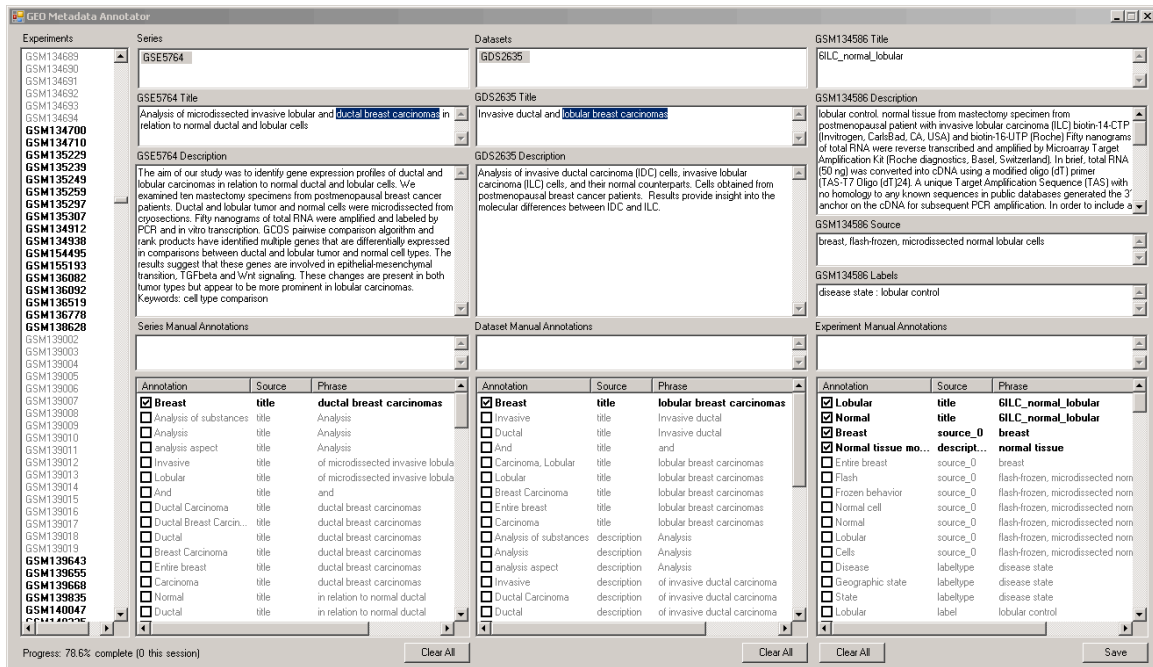 GEO Metadata Annotator
Experiments
GSM134689
GSM134690
GSM134691
GSM134692
GSM134693
GSM134694
GSM134700
GSM134710
GSM135229
GSM135239
GSM135249
GSM135259
GSM135297
GSM135307
GSM134912
GSM134938
GSM154495
GSM155193
GSM136082
GSM136092
GSM136519
GSM136778
GSM138628
GSM139002
GSM139003
GSM139004
GSM139005
GSM139006
GSM139007
GSM139008
GSM139009
GSM139010
GSM139011
GSM139012
GSM139013
GSM139014
GSM139015
GSM139016
GSM139017
GSM139018
GSM139019
GSM139643
GSM139655
GSM139668
GSM139835
GSM140047
Series
GSE5764
GSE5764 Title
Analysis of microdissected invasive lobular and ductal breast carcinomas in
relation to normal ductal and lobular cells
GSE5764 Description
The aim of our study was to identify gene expression profiles of ductal and
lobular carcinomas in relation to normal ductal and lobular cells. We
examined ten mastectomy specimens from postmenopausal breast cancer
patients. Ductal and lobular tumor and normal cells were microdissected from
cryosections. Fifty nanograms of total RNA were amplified and labeled by
PCR and in vitro transcription. GCOS pairwise comparison algorithm and
rank products have identified multiple genes that are differentially expressed
in comparisons between ductal and lobular tumor and normal cell types. The
results suggest that these genes are involved in epithelial-mesenchymal
transition, TGFbeta and Wnt signaling. These changes are present in both
tumor types but appear to be more prominent in lobular carcinomas.
Keywords: cell type comparison
Series Manual Annotations
Annotation Source Phrase
Breast title ductal breast carcinomas
Analysis of substances title Analysis
Analysis title Analysis
analysis aspect title Analysis
Invasive title of microdissected invasive lobula
Lobular title of microdissected invasive lobula
And title and
Ductal Carcinoma title ductal breast carcinomas
Ductal Breast Carcin... title ductal breast carcinomas
Ductal title ductal breast carcinomas
Breast Carcinoma title ductal breast carcinomas
Entire breast title ductal breast carcinomas
Carcinoma title ductal breast carcinomas
Normal title in relation to normal ductal
Ductal title in relation to normal ductal
Datasets
GDS2635
GDS2635 Title
Invasive ductal and lobular breast carcinomas
GDS2635 Description
Analysis of invasive ductal carcinoma (IDC) cells, invasive lobular
carcinoma (ILC) cells, and their normal counterparts. Cells obtained from
postmenopausal breast cancer patients. Results provide insight into the
molecular differences between IDC and ILC.
Dataset Manual Annotations
Annotation Source Phrase
Breast title lobular breast carcinomas
Invasive title Invasive ductal
Ductal title Invasive ductal
And title and
Carcinoma, Lobular title lobular breast carcinomas
Lobular title lobular breast carcinomas
Breast Carcinoma title lobular breast carcinomas
Entire breast title lobular breast carcinomas
Carcinoma title lobular breast carcinomas
Analysis of substances description Analysis
Analysis description Analysis
analysis aspect description Analysis
Invasive description of invasive ductal carcinoma
Ductal Carcinoma description of invasive ductal carcinoma
Ductal description of invasive ductal carcinoma
GSM134586 Title
6ILC_normal_lobular
GSM134586 Description
lobular control. normal tissue from mastectomy specimen from
postmenopausal patient with invasive lobular carcinoma (ILC) biotin-14-CTP
(Invitrogen, CarlsBad, CA, USA) and biotin-16-UTP (Roche) Fifty nanograms
of total RNA were reverse transcribed and amplified by Microarray Target
Amplification Kit (Roche diagnostics, Basel, Switzerland). In brief, total RNA
(50 ng) was converted into cDNA using a modified oligo (dT) primer
(TAS-T7 Oligo (dT)24). A unique Target Amplification Sequence (TAS) with
no homology to any known sequences in public databases generated the 3'
anchor on the cDNA for subsequent PCR amplification. In order to include a
GSM134586 Source
breast, flash-frozen, microdissected normal lobular cells
GSM134586 Labels
disease state : lobular control
Experiment Manual Annotations
Annotation Source Phrase
Lobular title 6ILC_normal_lobular
Normal title 6ILC_normal_lobular
Breast source_0 breast
Normal tissue mo... descript... normal tissue
Entire breast source_0 breast
Flash source_0 flash-frozen, microdissected norn
Frozen behavior source_0 flash-frozen, microdissected norn
Normal cell source_0 flash-frozen, microdissected norn
Normal source_0 flash-frozen, microdissected norn
Lobular source_0 flash-frozen, microdissected norn
Cells source_0 flash-frozen, microdissected norn
Disease labeltype disease state
Geographic state labeltype disease state
State labeltype disease state
Lobular label lobular control
Progress: 78.6% complete (0 this session)
Clear All
Clear All
Clear All
Save